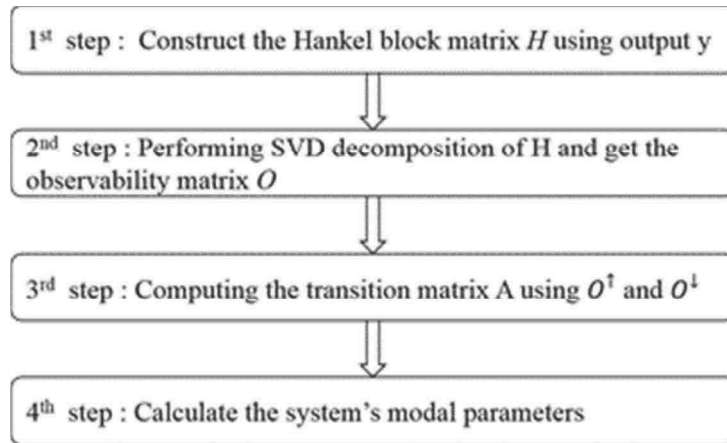 1st step : Construct the Hankel block matrix H using output y
2nd step : Performing SVD decomposition of H and get the
observability matrix O
3rd step : Computing the transition matrix A using O↑ and O↓
4th step : Calculate the system's modal parameters